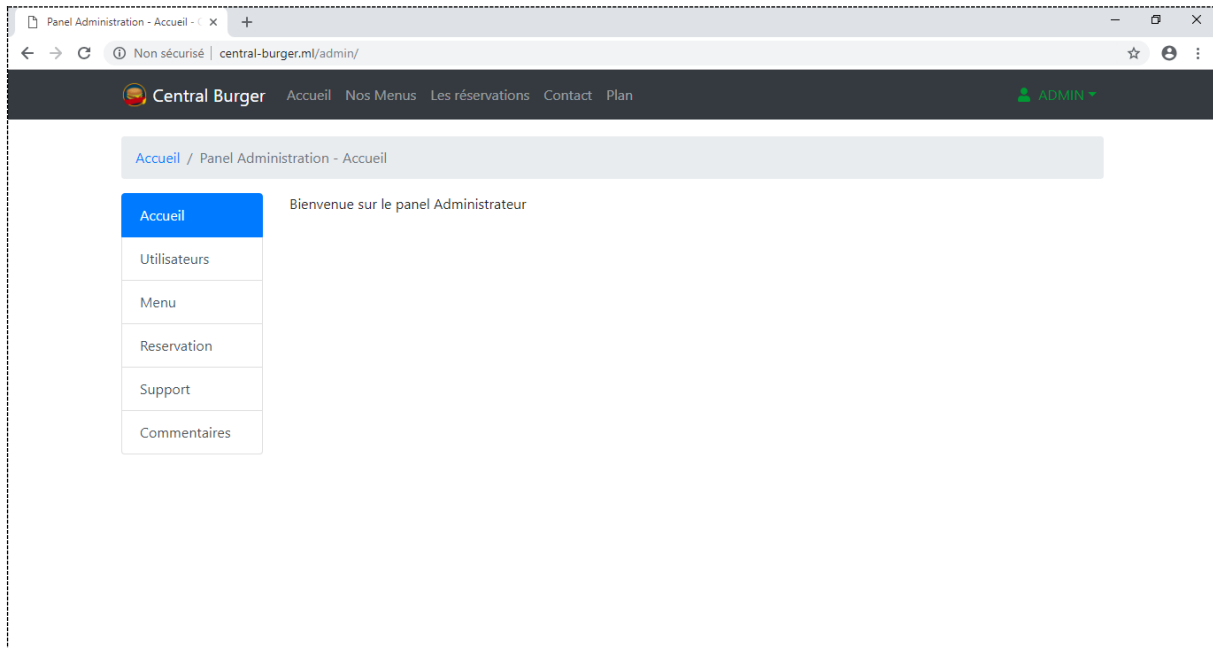 Panel Administration - Accueil - C
Non sécurisé | central-burger.ml/admin/
Central Burger Accueil Nos Menus Les réservations Contact Plan ADMIN
Accueil / Panel Administration - Accueil
Accueil
Bienvenue sur le panel Administrateur
Utilisateurs
Menu
Reservation
Support
Commentaires